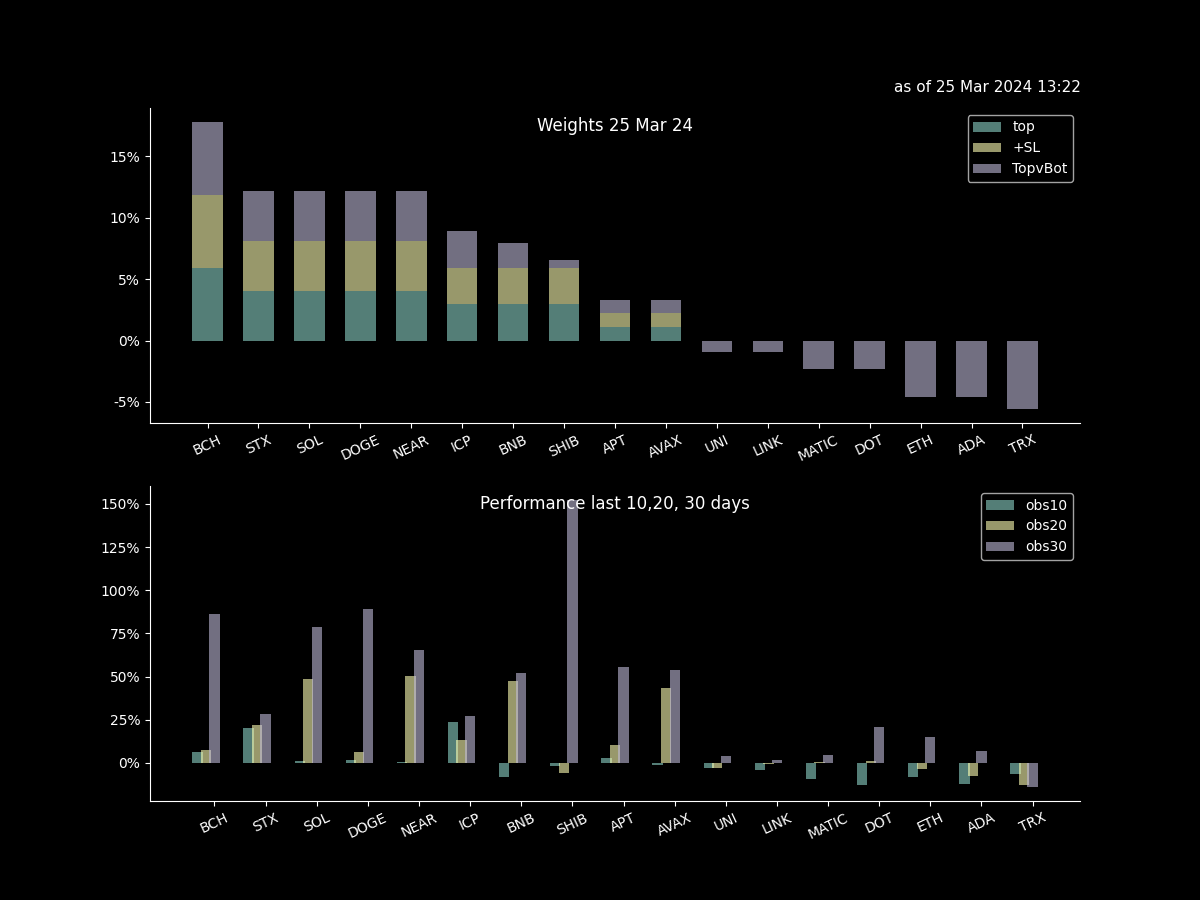 as of 25 Mar 2024 13:22
Weights 25 Mar 24
top
+SL
TopvBot
15%
10%
5%
0%
-5%
BCH STX SOL DOGE NEAR ICP BNB SHIB APT AVAX UNI LINK MATIC DOT ETH ADA TRX
Performance last 10,20, 30 days
obs10
obs20
obs30
150%
125%
100%
75%
50%
25%
0%
BCH STX SOL DOGE NEAR ICP BNB SHIB APT AVAX UNI LINK MATIC DOT ETH ADA TRX